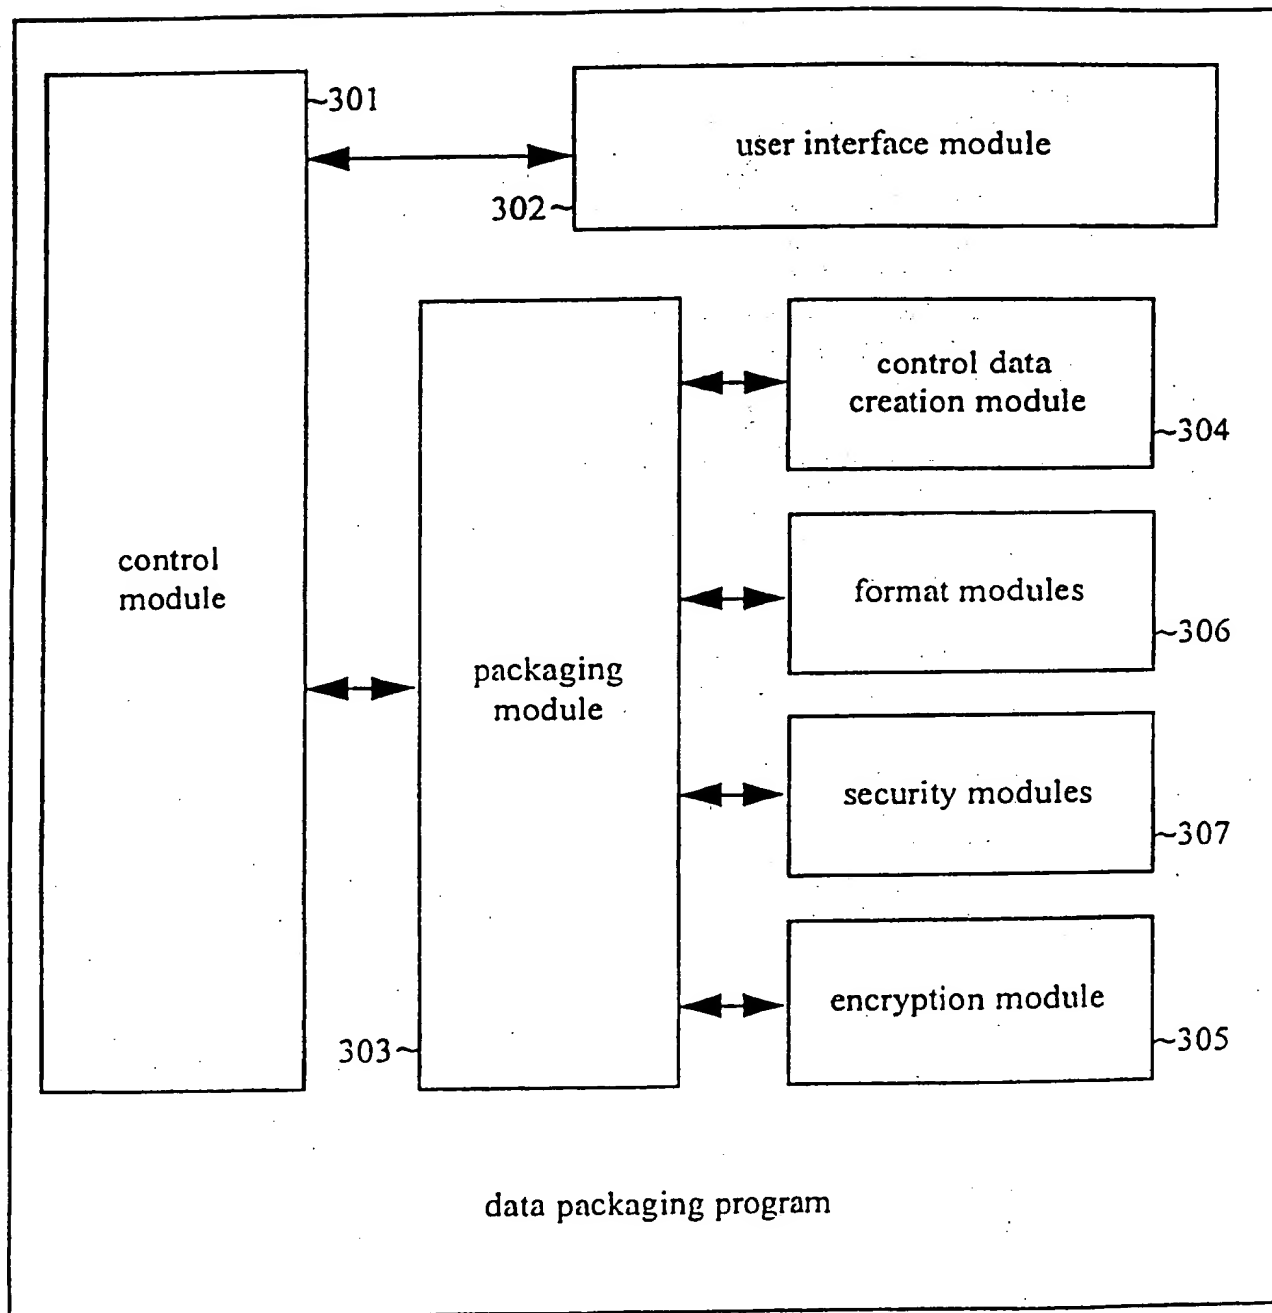 301
user interface module
302
control data
creation module
304
control
module
format modules
306
packaging
module
security modules
307
encryption module
303
305
data packaging program